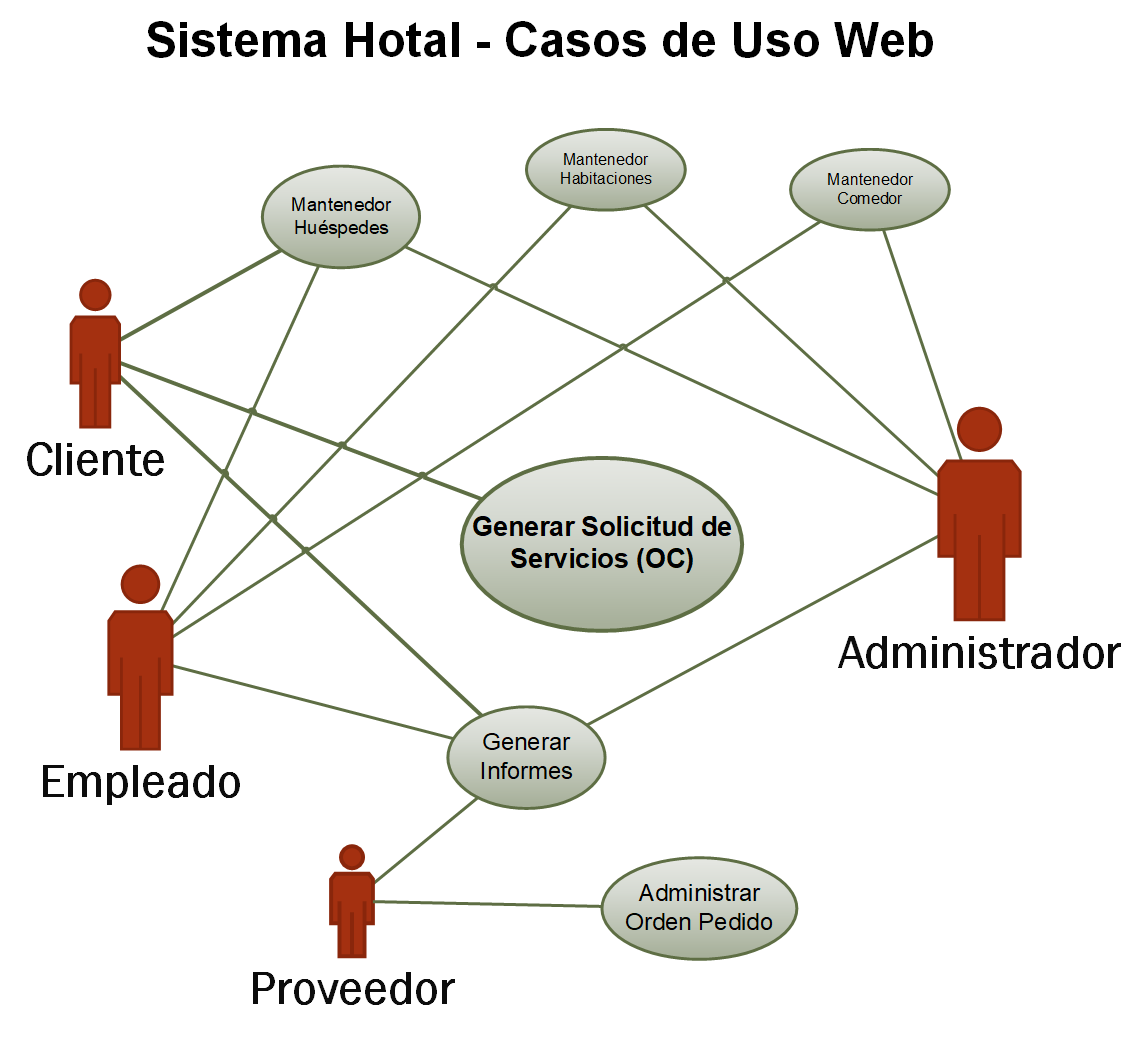 Sistema Hotal - Casos de Uso Web
Mantenedor
Habitaciones
Mantenedor
Comedor
Mantenedor
Huéspedes
Cliente
Generar Solicitud de
Servicios (OC)
Administrador
Empleado
Generar
Informes
Administrar
Orden Pedido
Proveedor